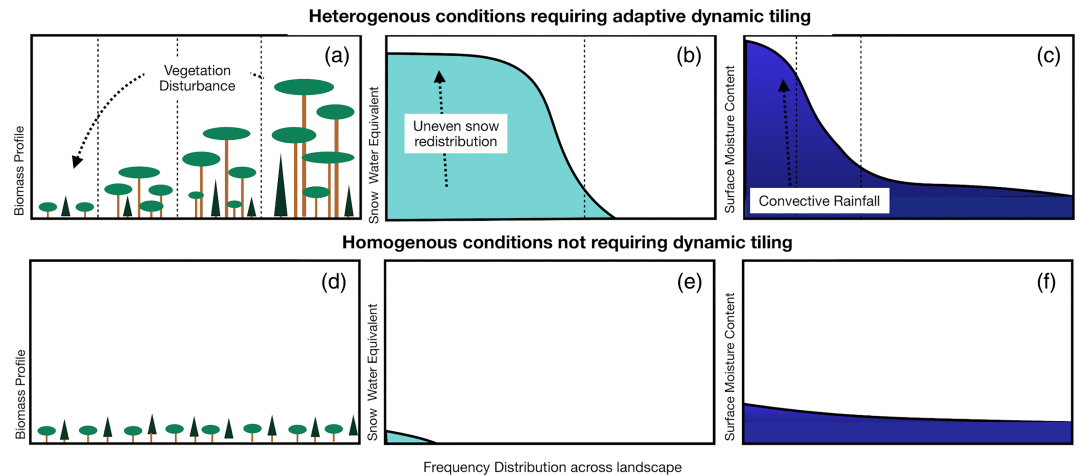 Heterogenous conditions requiring adaptive dynamic tiling
Biomass Profile
Vegetation
Disturbance
(a)
Snow Water Equivalent
Uneven snow
redistribution
(b)
Surface Moisture Content
Convective Rainfall
(c)
Homogenous conditions not requiring dynamic tiling
Biomass Profile
(d)
Snow Water Equivalent
(e)
Surface Moisture Content
(f)
Frequency Distribution across landscape